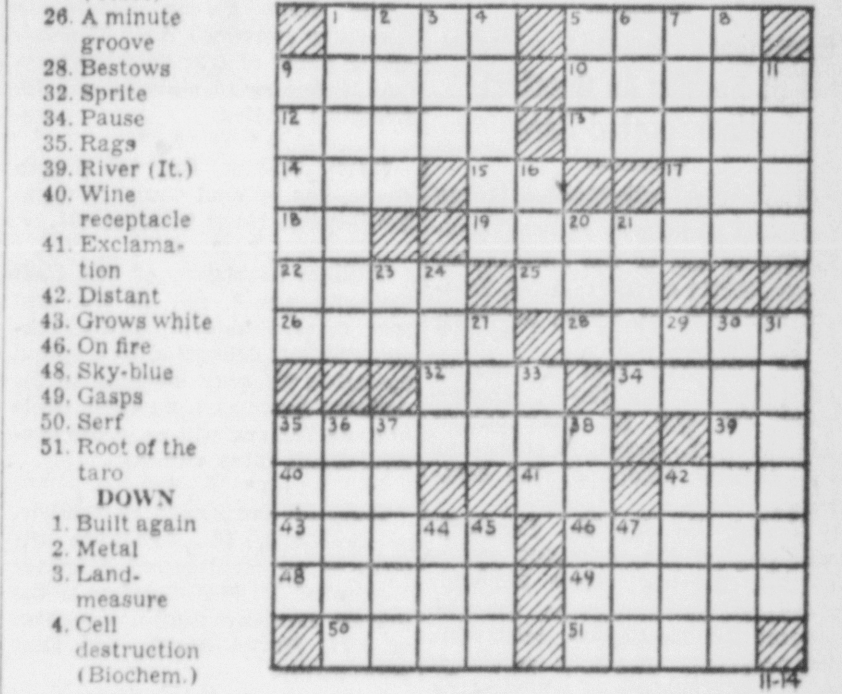 26. A minute
groove
28. Bestows
32. Sprite
34. Pause
35. Rags
39. River (It.)
40. Wine
receptacle
41. Exclama-
tion
42. Distant
43. Grows white
46. On fire
48. Sky-blue
49. Gasps
50. Serf
51. Root of the
taro
DOWN
1. Built again
2. Metal
3. Land-
measure
4. Cell
destruction
(Biochem.)
1 2 3 4 5 6 7 8
9 10 11
12 13
14 15 16 17
18 19 20 21
22 23 24 25
26 27 28 29 30 31
32 33 34
35 36 37 38 39
40 41 42
43 44 45 46 47
48 49
50 51
11-14